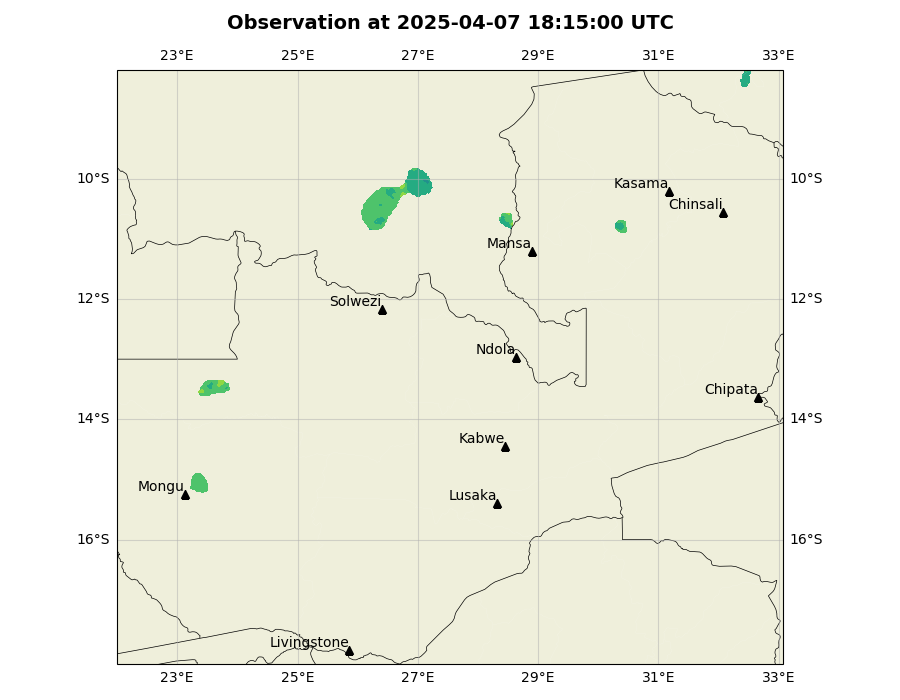 Observation at 2025-04-07 18:15:00 UTC
23°E 25°E 27°E 29°E 31°E 33°E
10°S 10°S
Kasama
Chinsali
Mansa
12°S 12°S
Solwezi
Ndola
Chipata
14°S 14°S
Kabwe
Mongu
Lusaka
16°S 16°S
Livingstone
23°E 25°E 27°E 29°E 31°E 33°E